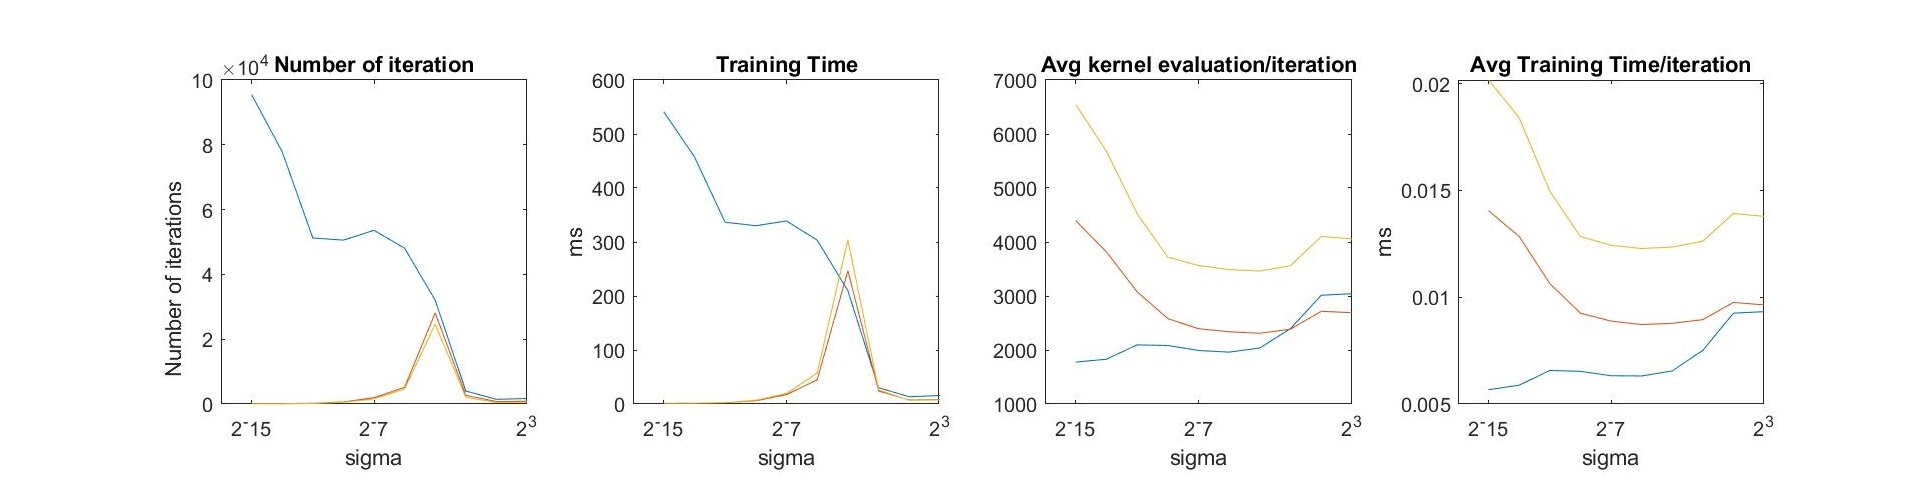 ×10^4 Number of iteration
10
8
6
4
2
0
Number of iterations
2^-15 2^-7 2^3
sigma
Training Time
600
500
400
300
200
100
0
ms
2^-15 2^-7 2^3
sigma
Avg kernel evaluation/iteration
7000
6000
5000
4000
3000
2000
1000
2^-15 2^-7 2^3
sigma
Avg Training Time/iteration
0.02
0.015
0.01
0.005
ms
2^-15 2^-7 2^3
sigma